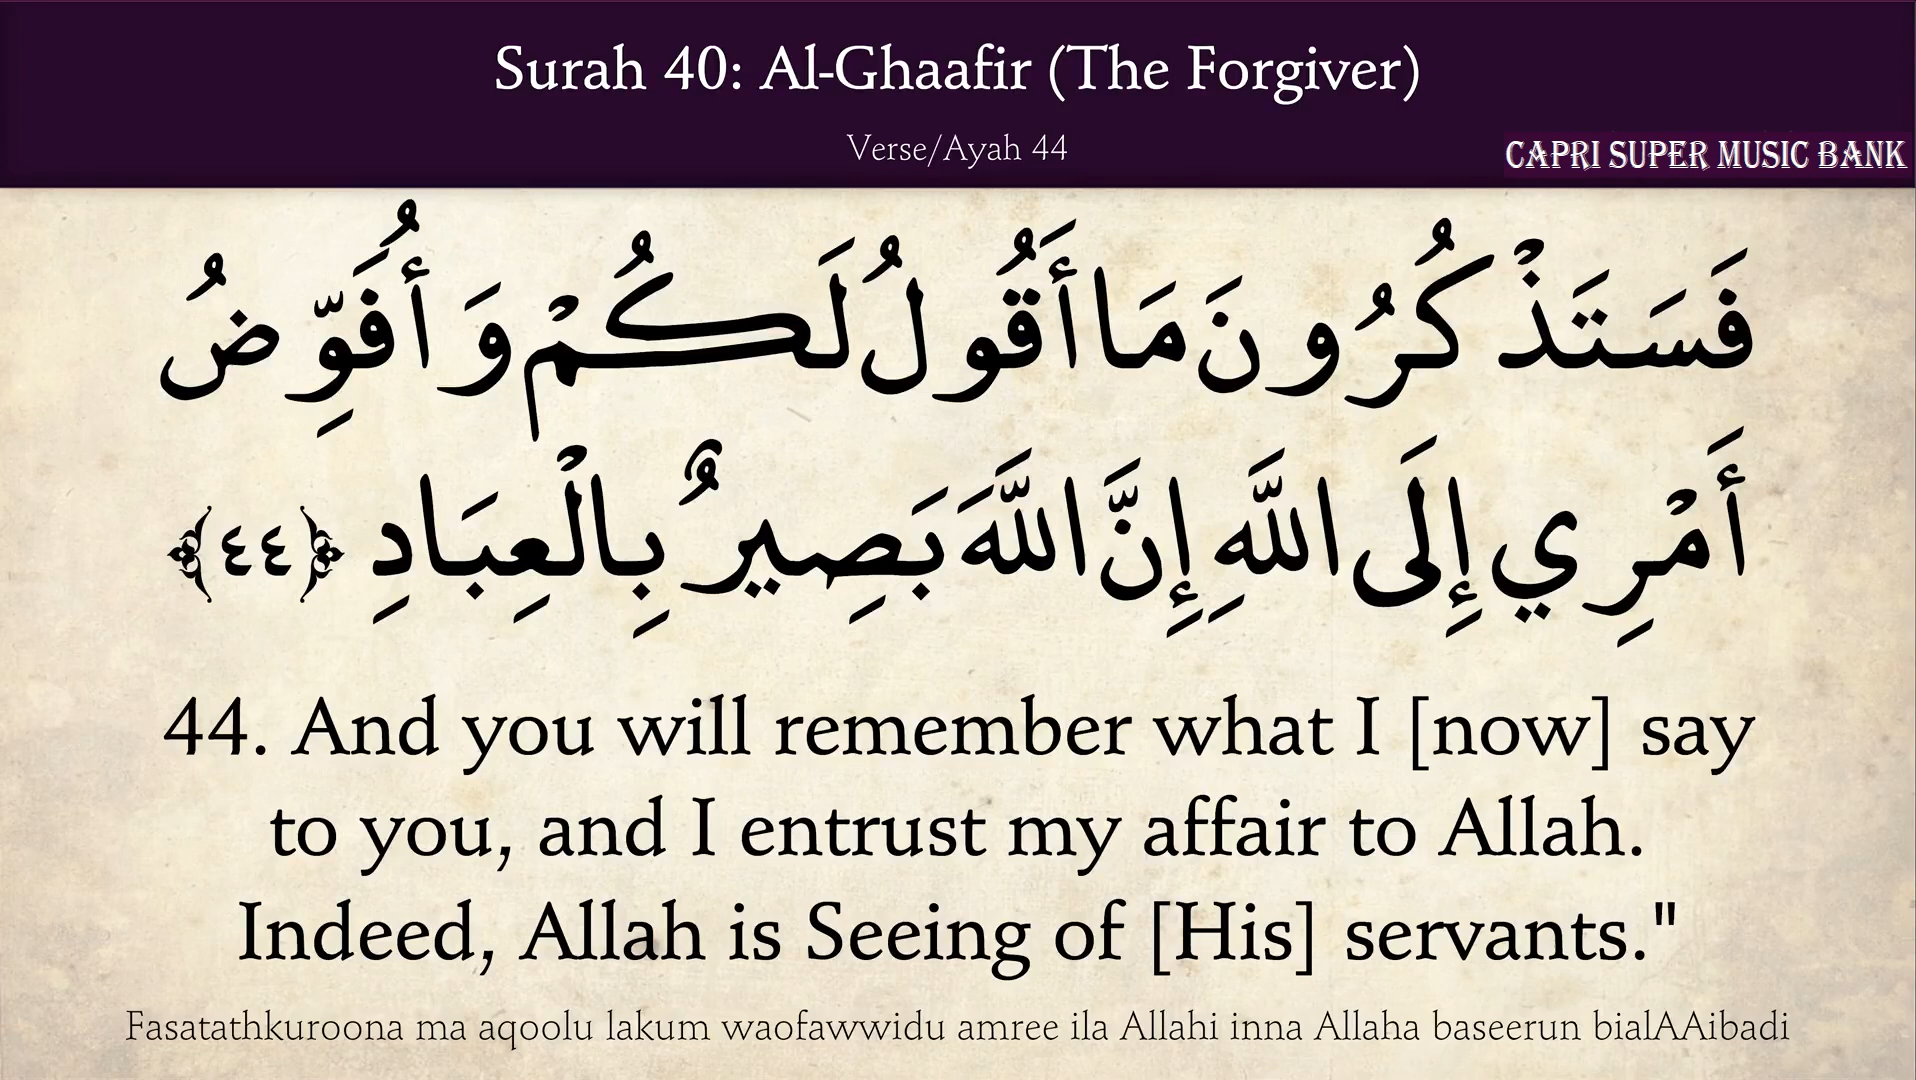 Surah 40: Al-Ghaafir (The Forgiver)
Verse/Ayah 44
CAPRI SUPER MUSIC BANK
فَسَتَذْكُرُونَ مَا أَقُولُ لَكُمْ وَأُفَوِّضُ
أَمْرِي إِلَى اللَّهِ إِنَّ اللَّهَ بَصِيرٌ بِالْعِبَادِ ﴿٤٤﴾
44. And you will remember what I [now] say
to you, and I entrust my affair to Allah.
Indeed, Allah is Seeing of [His] servants."
Fasatathkuroona ma aqoolu lakum waofawwidu amree ila Allahi inna Allaha baseerun bialAAibadi